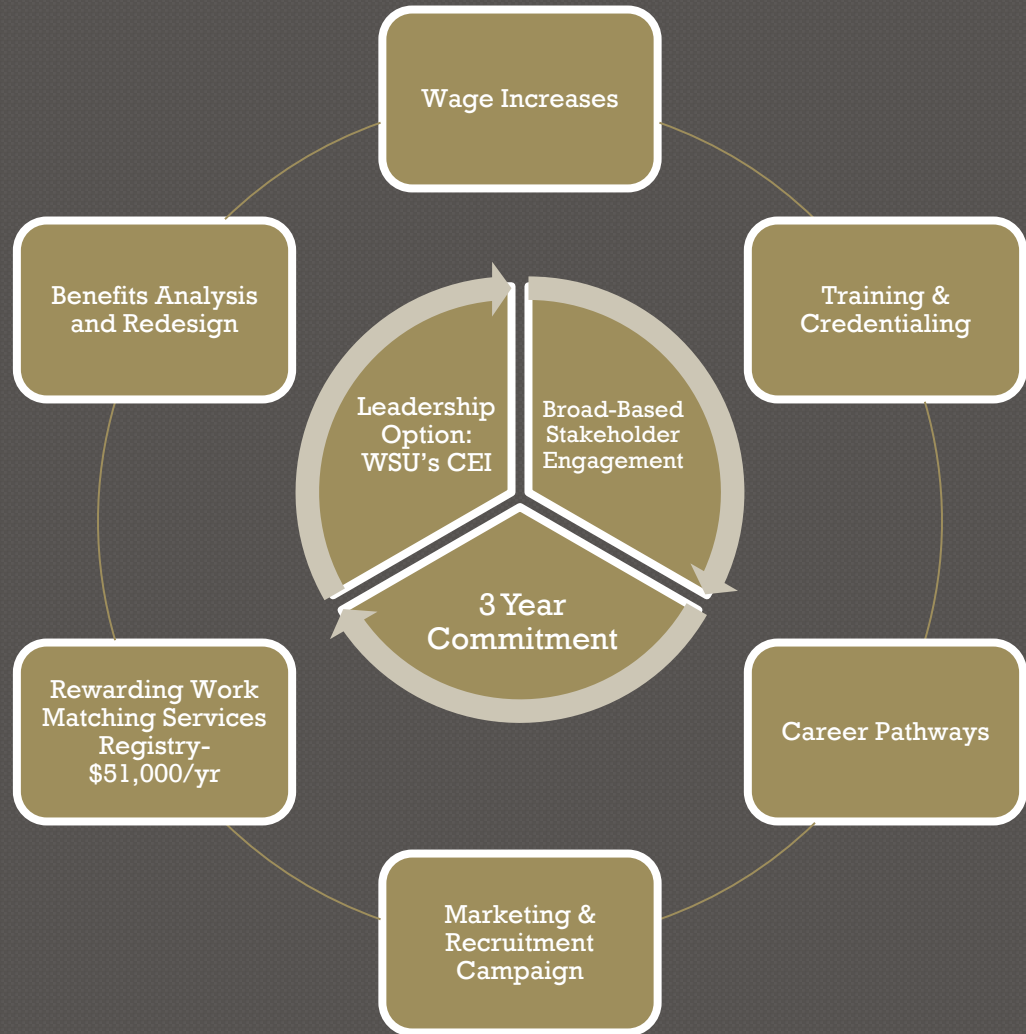 Wage Increases
Benefits Analysis
and Redesign
Training &
Credentialing
Leadership
Option:
WSU’s CEI
Broad-Based
Stakeholder
Engagement
3 Year
Commitment
Rewarding Work
Matching Services
Registry-
$51,000/yr
Career Pathways
Marketing &
Recruitment
Campaign